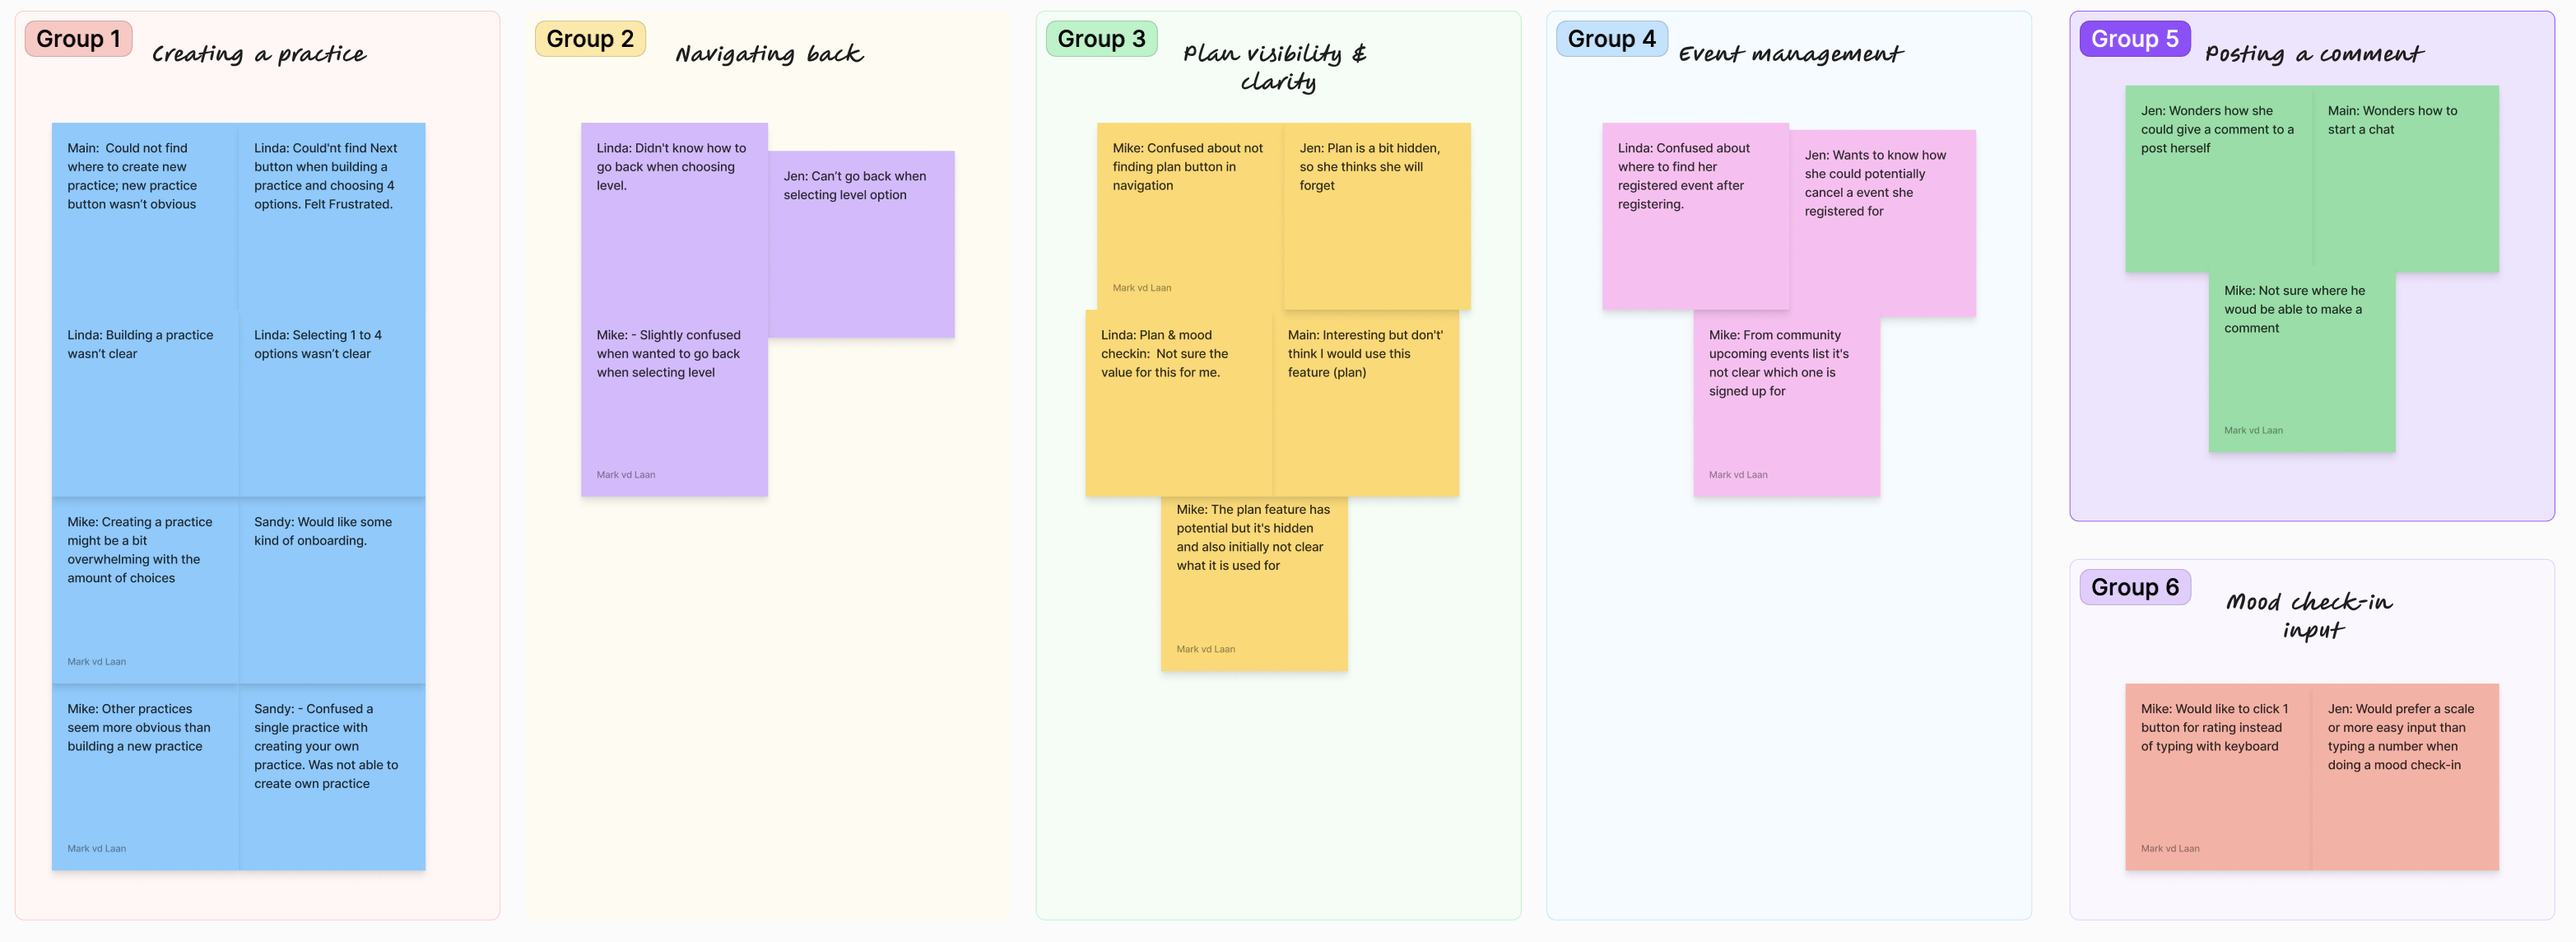 Group 1
Creating a practice
Main:  Could not find
where to create new
practice; new practice
button wasn't obvious
Linda: Could'nt find Next
button when building a
practice and choosing 4
options. Felt Frustrated.
Linda: Building a practice
wasn't clear
Linda: Selecting 1 to 4
options wasn't clear
Mike: Creating a practice
might be a bit
overwhelming with the
amount of choices
Mark vd Laan
Sandy: Would like some
kind of onboarding.
Mike: Other practices
seem more obvious than
building a new practice
Mark vd Laan
Sandy: - Confused a
single practice with
creating your own
practice. Was not able to
create own practice
Group 2
Navigating back
Linda: Didn't know how to
go back when choosing
level.
Jen: Can't go back when
selecting level option
Mike: - Slightly confused
when wanted to go back
when selecting level
Mark vd Laan
Group 3
Plan visibility &
clarity
Mike: Confused about not
finding plan button in
navigation
Mark vd Laan
Jen: Plan is a bit hidden,
so she thinks she will
forget
Linda: Plan & mood
checkin:  Not sure the
value for this for me.
Main: Interesting but don't'
think I would use this
feature (plan)
Mike: The plan feature has
potential but it's hidden
and also initially not clear
what it is used for
Mark vd Laan
Group 4
Event management
Linda: Confused about
where to find her
registered event after
registering.
Jen: Wants to know how
she could potentially
cancel a event she
registered for
Mike: From community
upcoming events list it's
not clear which one is
signed up for
Mark vd Laan
Group 5
Posting a comment
Jen: Wonders how she
could give a comment to a
post herself
Main: Wonders how to
start a chat
Mike: Not sure where he
woud be able to make a
comment
Mark vd Laan
Group 6
Mood check-in
input
Mike: Would like to click 1
button for rating instead
of typing with keyboard
Mark vd Laan
Jen: Would prefer a scale
or more easy input than
typing a number when
doing a mood check-in